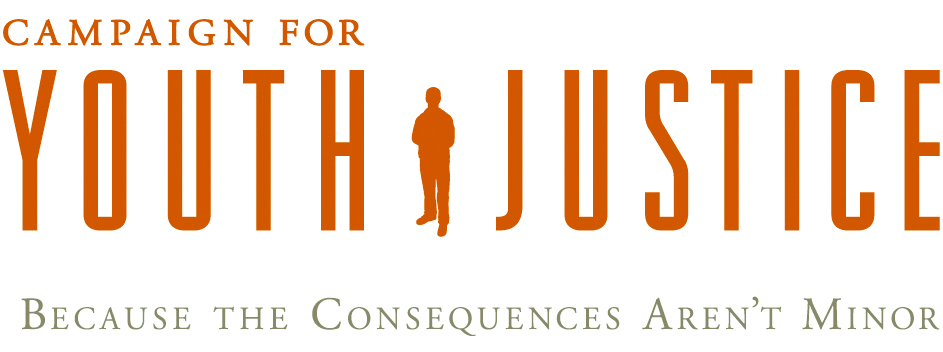 CAMPAIGN FOR
YOUTH JUSTICE
BECAUSE THE CONSEQUENCES AREN'T MINOR